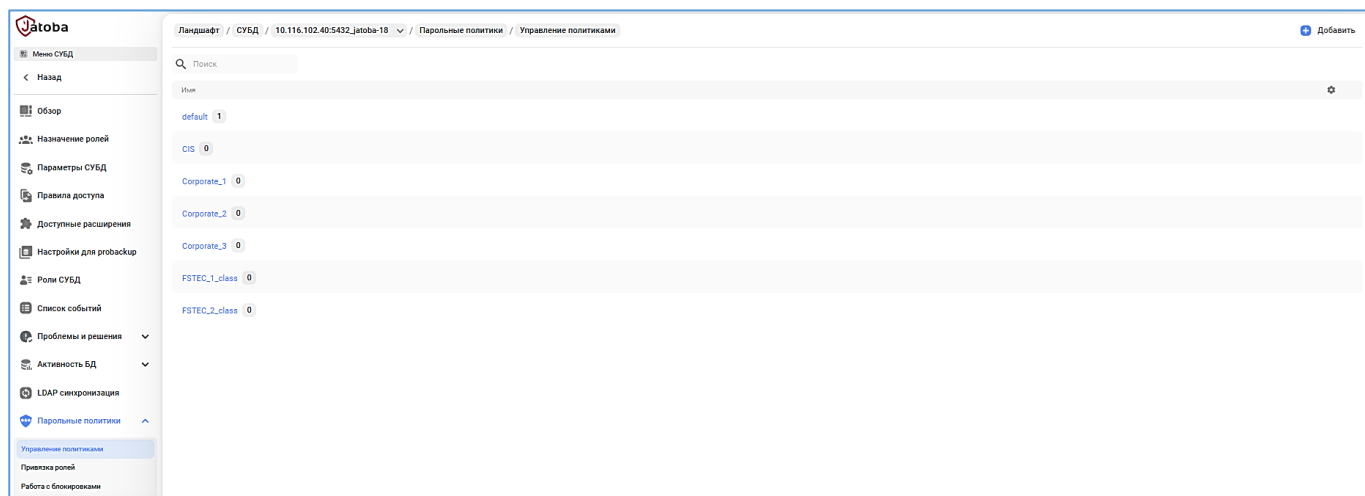 Jatoba
Меню СУБД
Назад
Обзор
Назначение ролей
Параметры СУБД
Правила доступа
Доступные расширения
Настройки для probackup
Роли СУБД
Список событий
Проблемы и решения
Активность БД
LDAP синхронизация
Парольные политики
Управление политиками
Привязка ролей
Работа с блокировками
Ландшафт / СУБД / 10.116.102.40:5432_jatoba-18 / Парольные политики / Управление политиками
Добавить
Поиск
Имя
default 1
CIS 0
Corporate_1 0
Corporate_2 0
Corporate_3 0
FSTEC_1_class 0
FSTEC_2_class 0